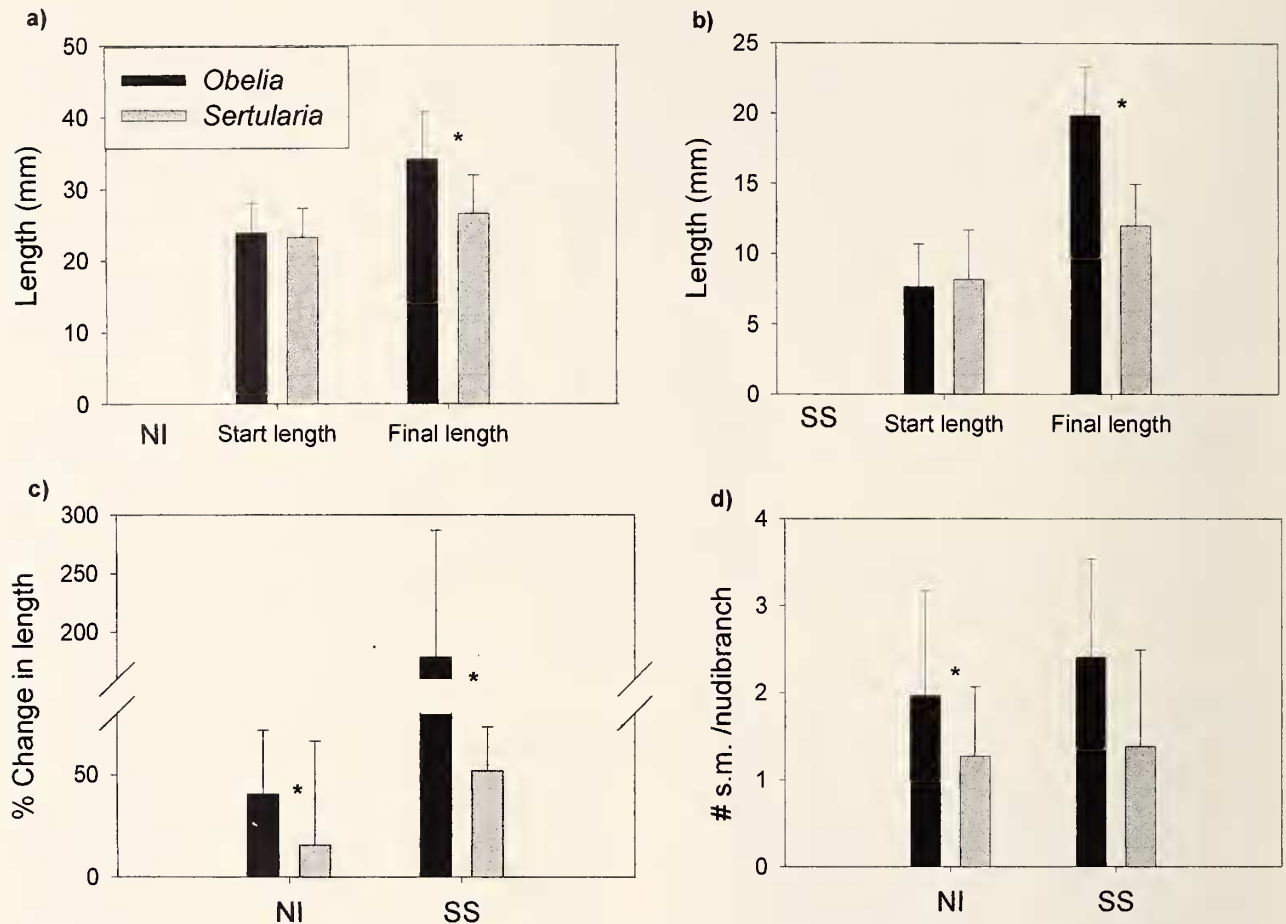 a)
50
40
30
20
10
0
Length (mm)
Obelia
Sertularia
*
NI Start length Final length
b)
25
20
15
10
5
0
Length (mm)
*
SS Start length Final length
c)
300
250
200
50
0
% Change in length
*
*
NI SS
d)
4
3
2
1
0
# s.m. /nudibranch
*
NI SS